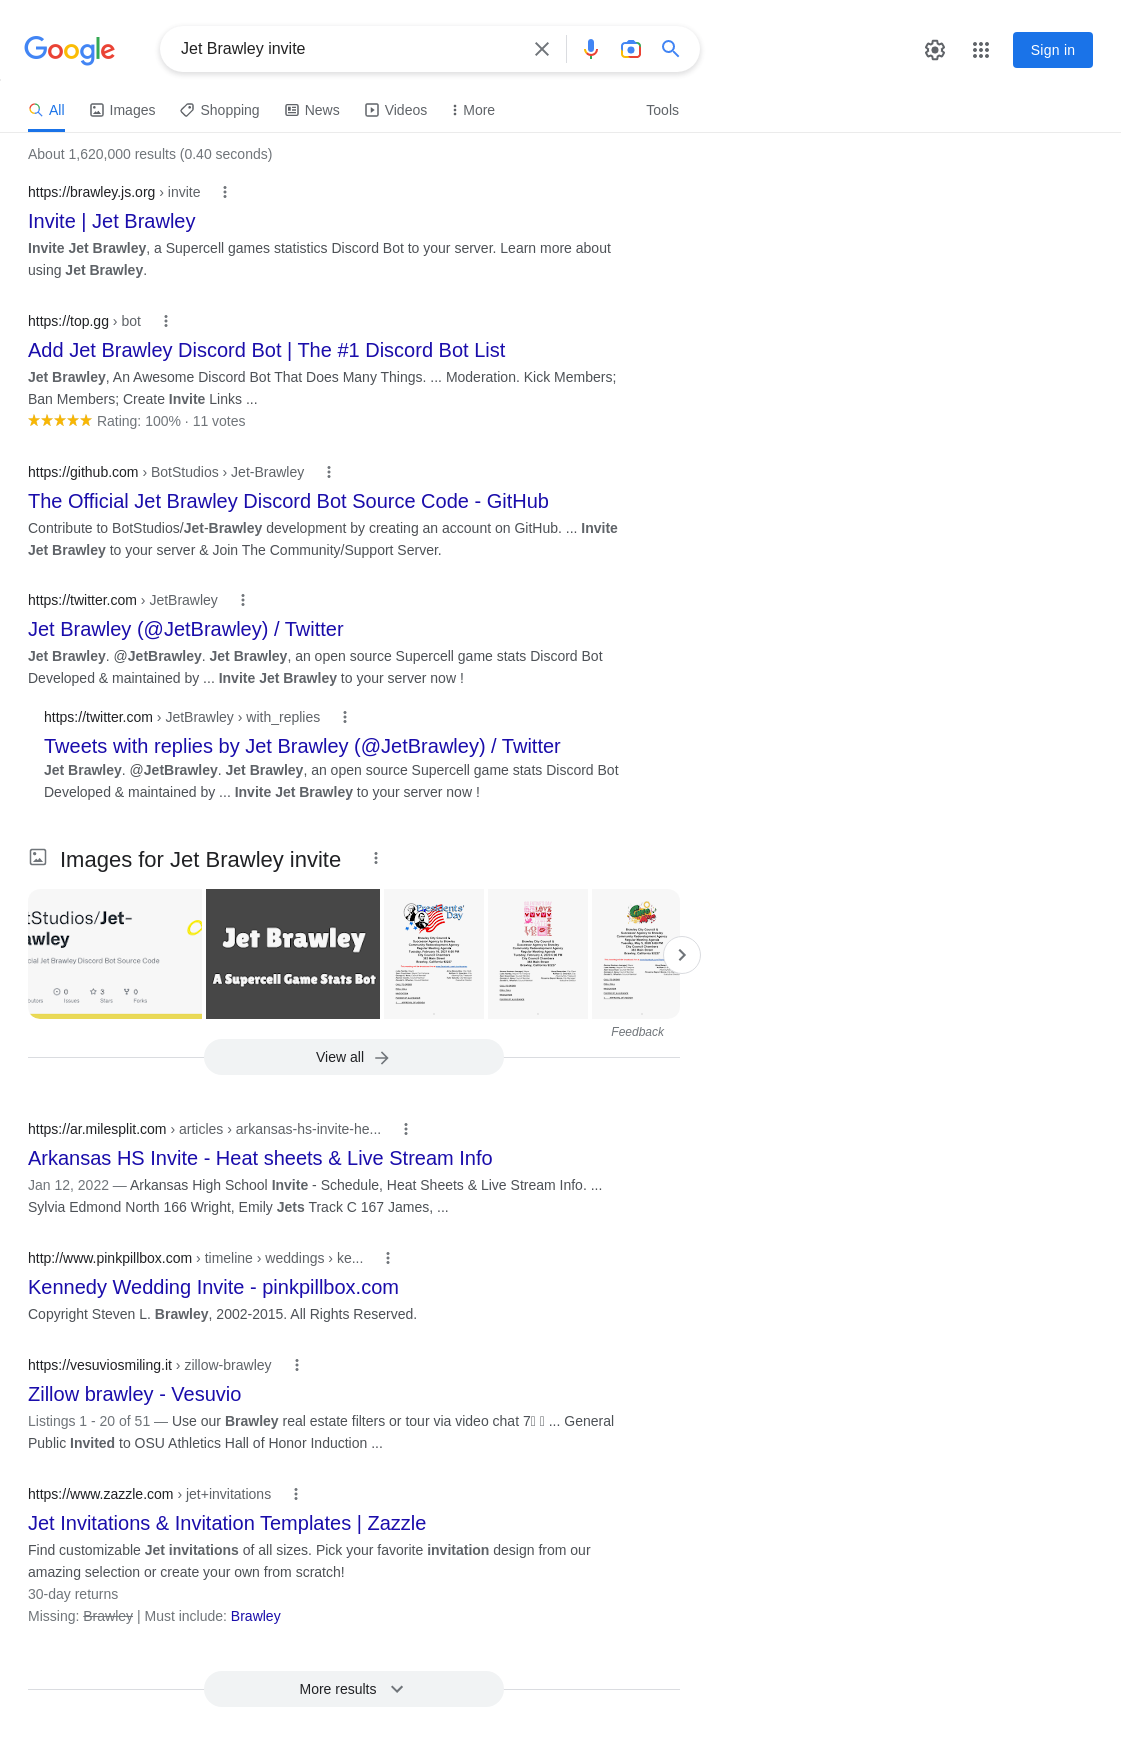 Google
Jet Brawley invite
Sign in
All
Images
Shopping
News
Videos
More
Tools
About 1,620,000 results (0.40 seconds)
https://brawley.js.org › invite
Invite | Jet Brawley
Invite Jet Brawley, a Supercell games statistics Discord Bot to your server. Learn more about
using Jet Brawley.
https://top.gg › bot
Add Jet Brawley Discord Bot | The #1 Discord Bot List
Jet Brawley, An Awesome Discord Bot That Does Many Things. ... Moderation. Kick Members;
Ban Members; Create Invite Links ...
Rating: 100% · 11 votes
https://github.com › BotStudios › Jet-Brawley
The Official Jet Brawley Discord Bot Source Code - GitHub
Contribute to BotStudios/Jet-Brawley development by creating an account on GitHub. ... Invite
Jet Brawley to your server & Join The Community/Support Server.
https://twitter.com › JetBrawley
Jet Brawley (@JetBrawley) / Twitter
Jet Brawley. @JetBrawley. Jet Brawley, an open source Supercell game stats Discord Bot
Developed & maintained by ... Invite Jet Brawley to your server now !
https://twitter.com › JetBrawley › with_replies
Tweets with replies by Jet Brawley (@JetBrawley) / Twitter
Jet Brawley. @JetBrawley. Jet Brawley, an open source Supercell game stats Discord Bot
Developed & maintained by ... Invite Jet Brawley to your server now !
Images for Jet Brawley invite
tStudios/Jet-
awley
cial Jet Brawley Discord Bot Source Code
0
3
0
Issues
Stars
Forks
Jet Brawley
A Supercell Game Stats Bot
Presidents'
Day
Feedback
View all
https://ar.milesplit.com › articles › arkansas-hs-invite-he...
Arkansas HS Invite - Heat sheets & Live Stream Info
Jan 12, 2022 — Arkansas High School Invite - Schedule, Heat Sheets & Live Stream Info. ...
Sylvia Edmond North 166 Wright, Emily Jets Track C 167 James, ...
http://www.pinkpillbox.com › timeline › weddings › ke...
Kennedy Wedding Invite - pinkpillbox.com
Copyright Steven L. Brawley, 2002-2015. All Rights Reserved.
https://vesuviosmiling.it › zillow-brawley
Zillow brawley - Vesuvio
Listings 1 - 20 of 51 — Use our Brawley real estate filters or tour via video chat 7 ... General
Public Invited to OSU Athletics Hall of Honor Induction ...
https://www.zazzle.com › jet+invitations
Jet Invitations & Invitation Templates | Zazzle
Find customizable Jet invitations of all sizes. Pick your favorite invitation design from our
amazing selection or create your own from scratch!
30-day returns
Missing: Brawley | Must include: Brawley
More results